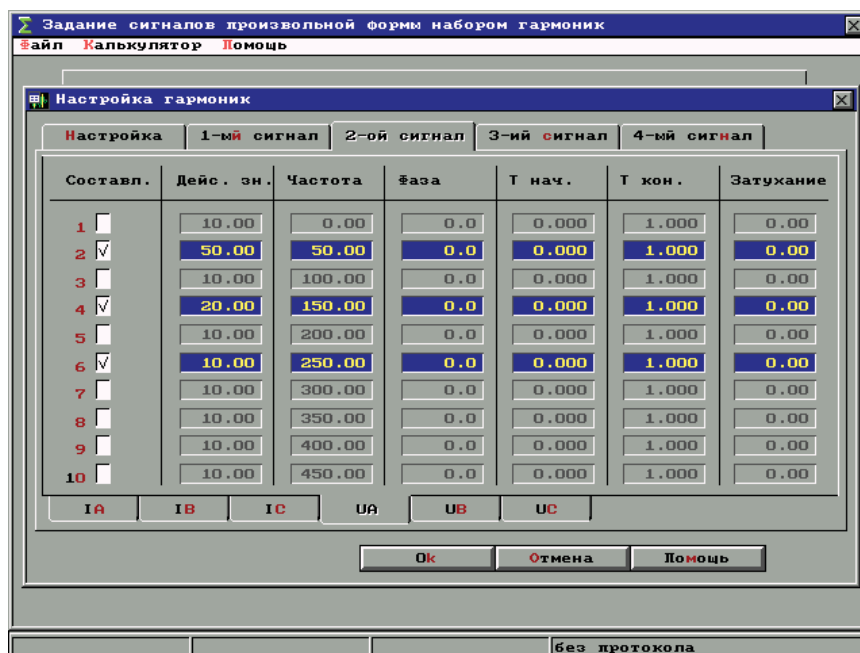 Задание сигналов произвольной формы набором гармоник
Файл Калькулятор Помощь
Настройка гармоник
Настройка 1-ый сигнал 2-ой сигнал 3-ий сигнал 4-ый сигнал
Составл. Дейс. зн. Частота Фаза Т нач. Т кон. Затухание
1 10.00 0.00 0.0 0.000 1.000 0.00
2 √ 50.00 50.00 0.0 0.000 1.000 0.00
3 10.00 100.00 0.0 0.000 1.000 0.00
4 √ 20.00 150.00 0.0 0.000 1.000 0.00
5 10.00 200.00 0.0 0.000 1.000 0.00
6 √ 10.00 250.00 0.0 0.000 1.000 0.00
7 10.00 300.00 0.0 0.000 1.000 0.00
8 10.00 350.00 0.0 0.000 1.000 0.00
9 10.00 400.00 0.0 0.000 1.000 0.00
10 10.00 450.00 0.0 0.000 1.000 0.00
IA IB IC UA UB UC
Ok Отмена Помощь
без протокола